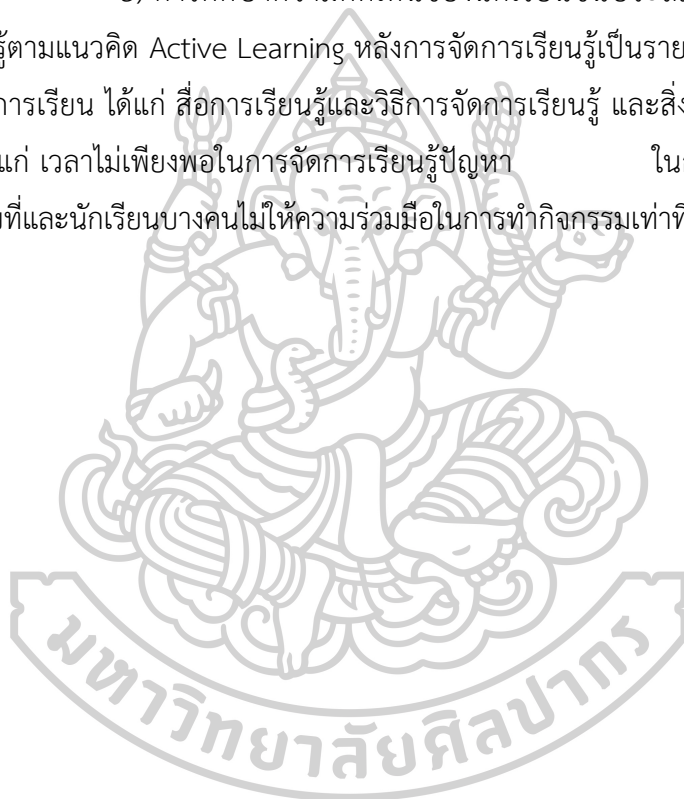 รู้ตามแนวคิด Active Learning หลังการจัดการเรียนรู้เป็นราย
การเรียน ได้แก่ สื่อการเรียนรู้และวิธีการจัดการเรียนรู้ และสิ่ง
แก่ เวลาไม่เพียงพอในการจัดการเรียนรู้ปัญหา ใน
ที่และนักเรียนบางคนไม่ให้ความร่วมมือในการทำกิจกรรมเท่าที่
มหาวิทยาลัยศิลปากร